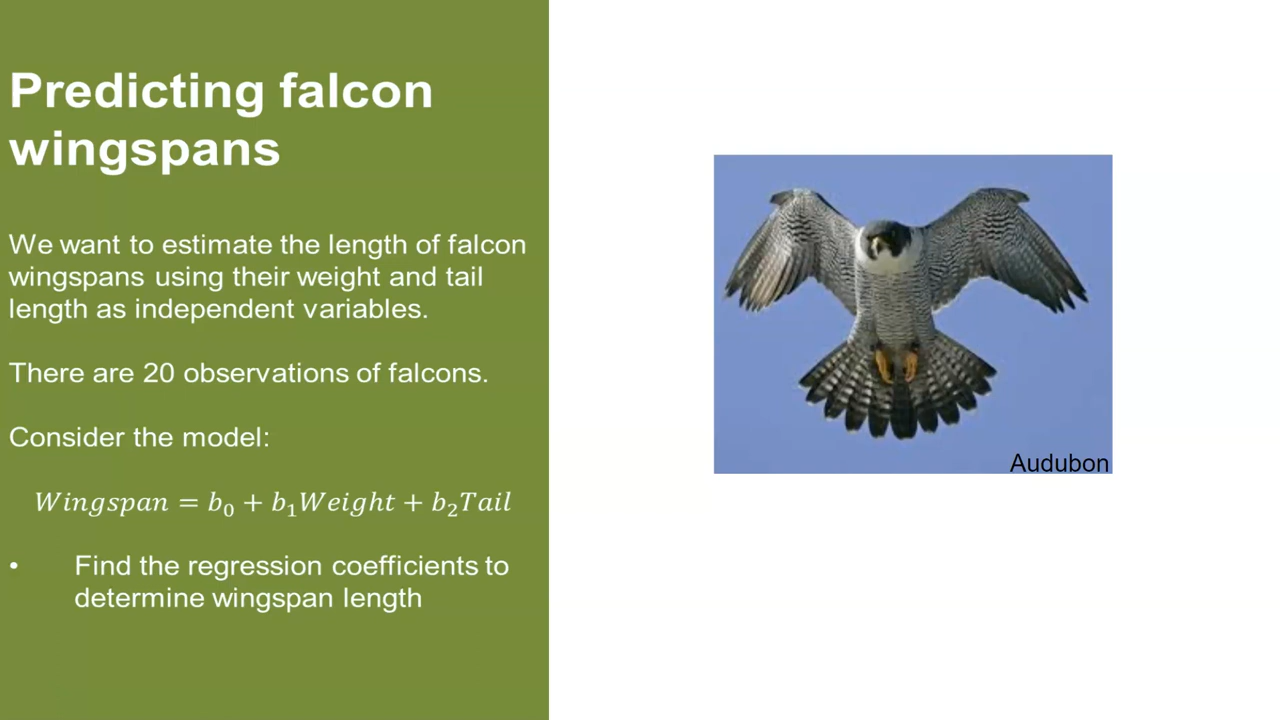 Predicting falcon
wingspans
We want to estimate the length of falcon
wingspans using their weight and tail
length as independent variables.
There are 20 observations of falcons.
Consider the model:
𝑊𝑖𝑛𝑔𝑠𝑝𝑎𝑛 = 𝑏₀ + 𝑏₁𝑊𝑒𝑖𝑔ℎ𝑡 + 𝑏₂𝑇𝑎𝑖𝑙
• Find the regression coefficients to
determine wingspan length
Audubon